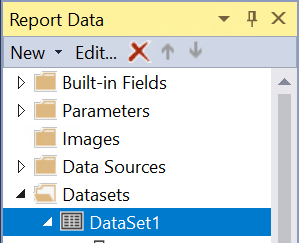 Report Data
New Edit...
Built-in Fields
Parameters
Images
Data Sources
Datasets
DataSet1